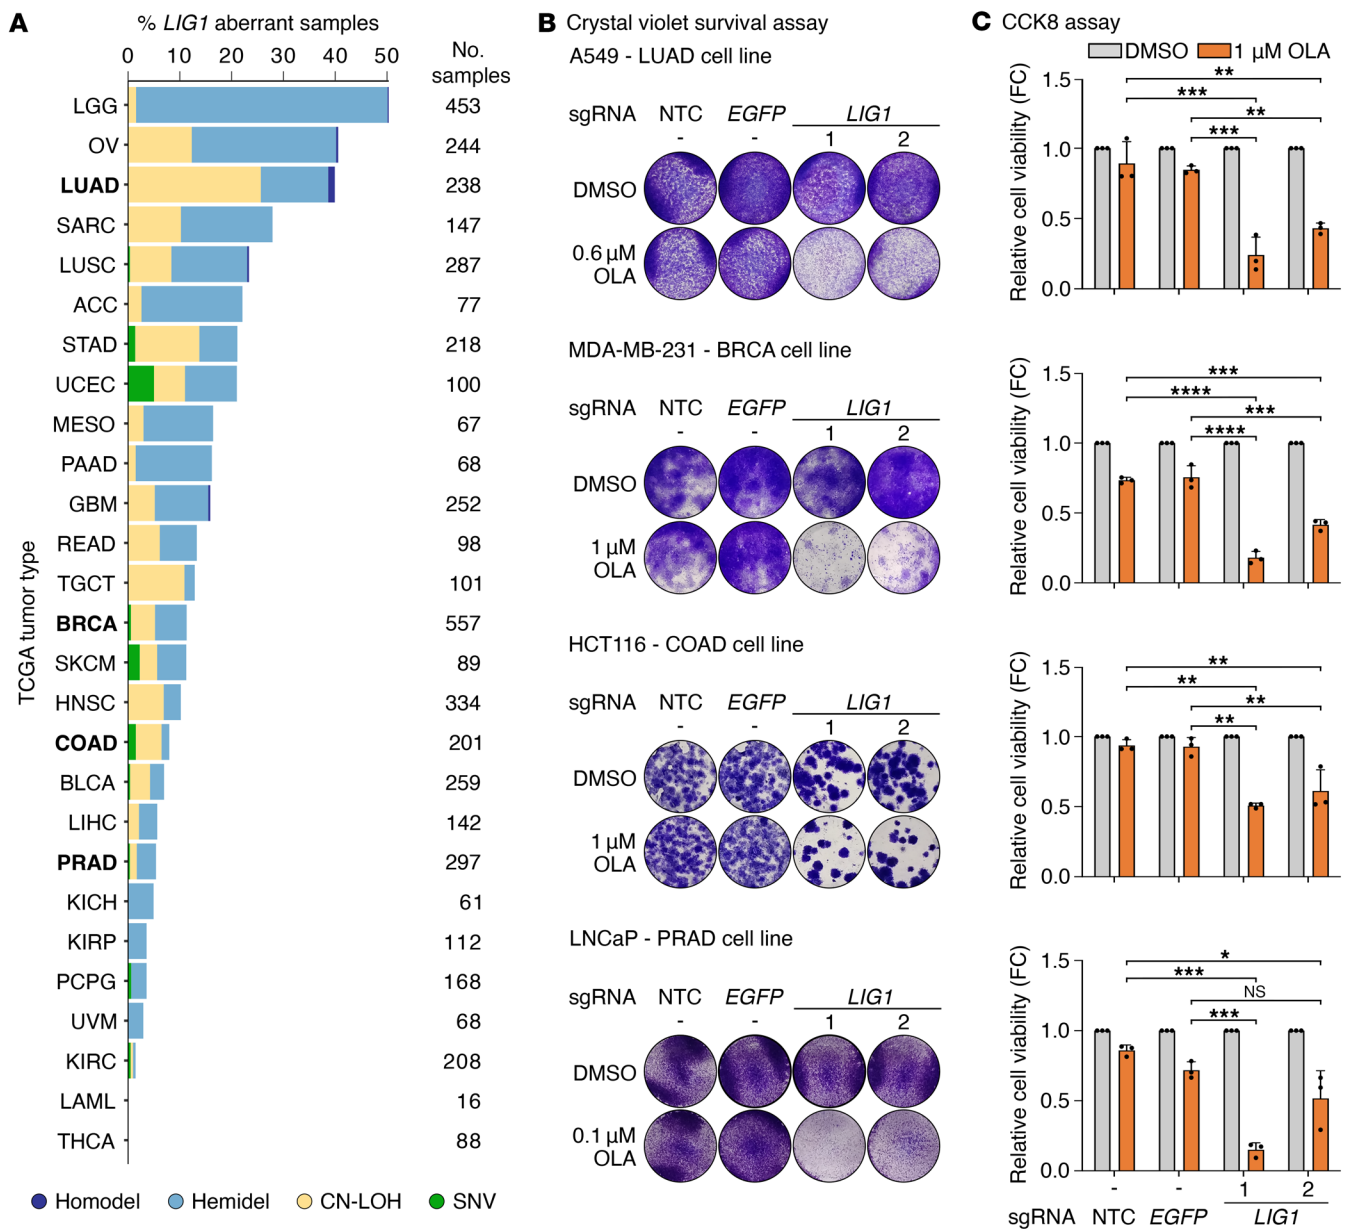 A
% LIG1 aberrant samples
0 10 20 30 40 50
No.
samples
TCGA tumor type
LGG 453
OV 244
LUAD 238
SARC 147
LUSC 287
ACC 77
STAD 218
UCEC 100
MESO 67
PAAD 68
GBM 252
READ 98
TGCT 101
BRCA 557
SKCM 89
HNSC 334
COAD 201
BLCA 259
LIHC 142
PRAD 297
KICH 61
KIRP 112
PCPG 168
UVM 68
KIRC 208
LAML 16
THCA 88
Homodel Hemidel CN-LOH SNV
B Crystal violet survival assay
A549 - LUAD cell line
sgRNA NTC EGFP LIG1
- - 1 2
DMSO
0.6 µM
OLA
MDA-MB-231 - BRCA cell line
sgRNA NTC EGFP LIG1
- - 1 2
DMSO
1 µM
OLA
HCT116 - COAD cell line
sgRNA NTC EGFP LIG1
- - 1 2
DMSO
1 µM
OLA
LNCaP - PRAD cell line
sgRNA NTC EGFP LIG1
- - 1 2
DMSO
0.1 µM
OLA
C CCK8 assay
DMSO 1 µM OLA
Relative cell viability (FC)
1.5
1.0
0.5
0.0
**
***
**
***
Relative cell viability (FC)
1.5
1.0
0.5
0.0
***
****
***
****
Relative cell viability (FC)
1.5
1.0
0.5
0.0
**
**
**
**
Relative cell viability (FC)
1.5
1.0
0.5
0.0
*
***
NS
***
- - 1 2
sgRNA NTC EGFP LIG1